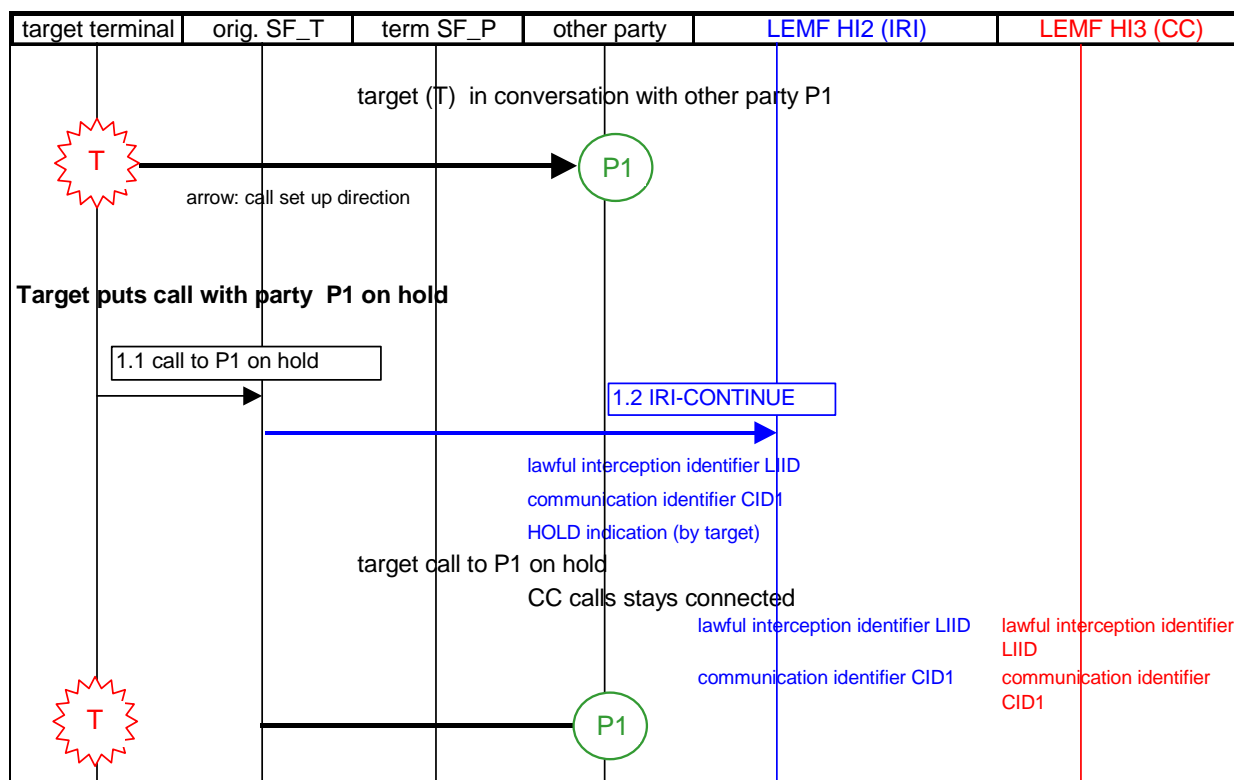 target terminal orig. SF_T term SF_P other party LEMF HI2 (IRI) LEMF HI3 (CC)
target (T) in conversation with other party P1
T P1
arrow: call set up direction
Target puts call with party P1 on hold
1.1 call to P1 on hold
1.2 IRI-CONTINUE
lawful interception identifier LIID
communication identifier CID1
HOLD indication (by target)
target call to P1 on hold
CC calls stays connected
lawful interception identifier LIID
communication identifier CID1
lawful interception identifier
LIID
communication identifier
CID1
T P1